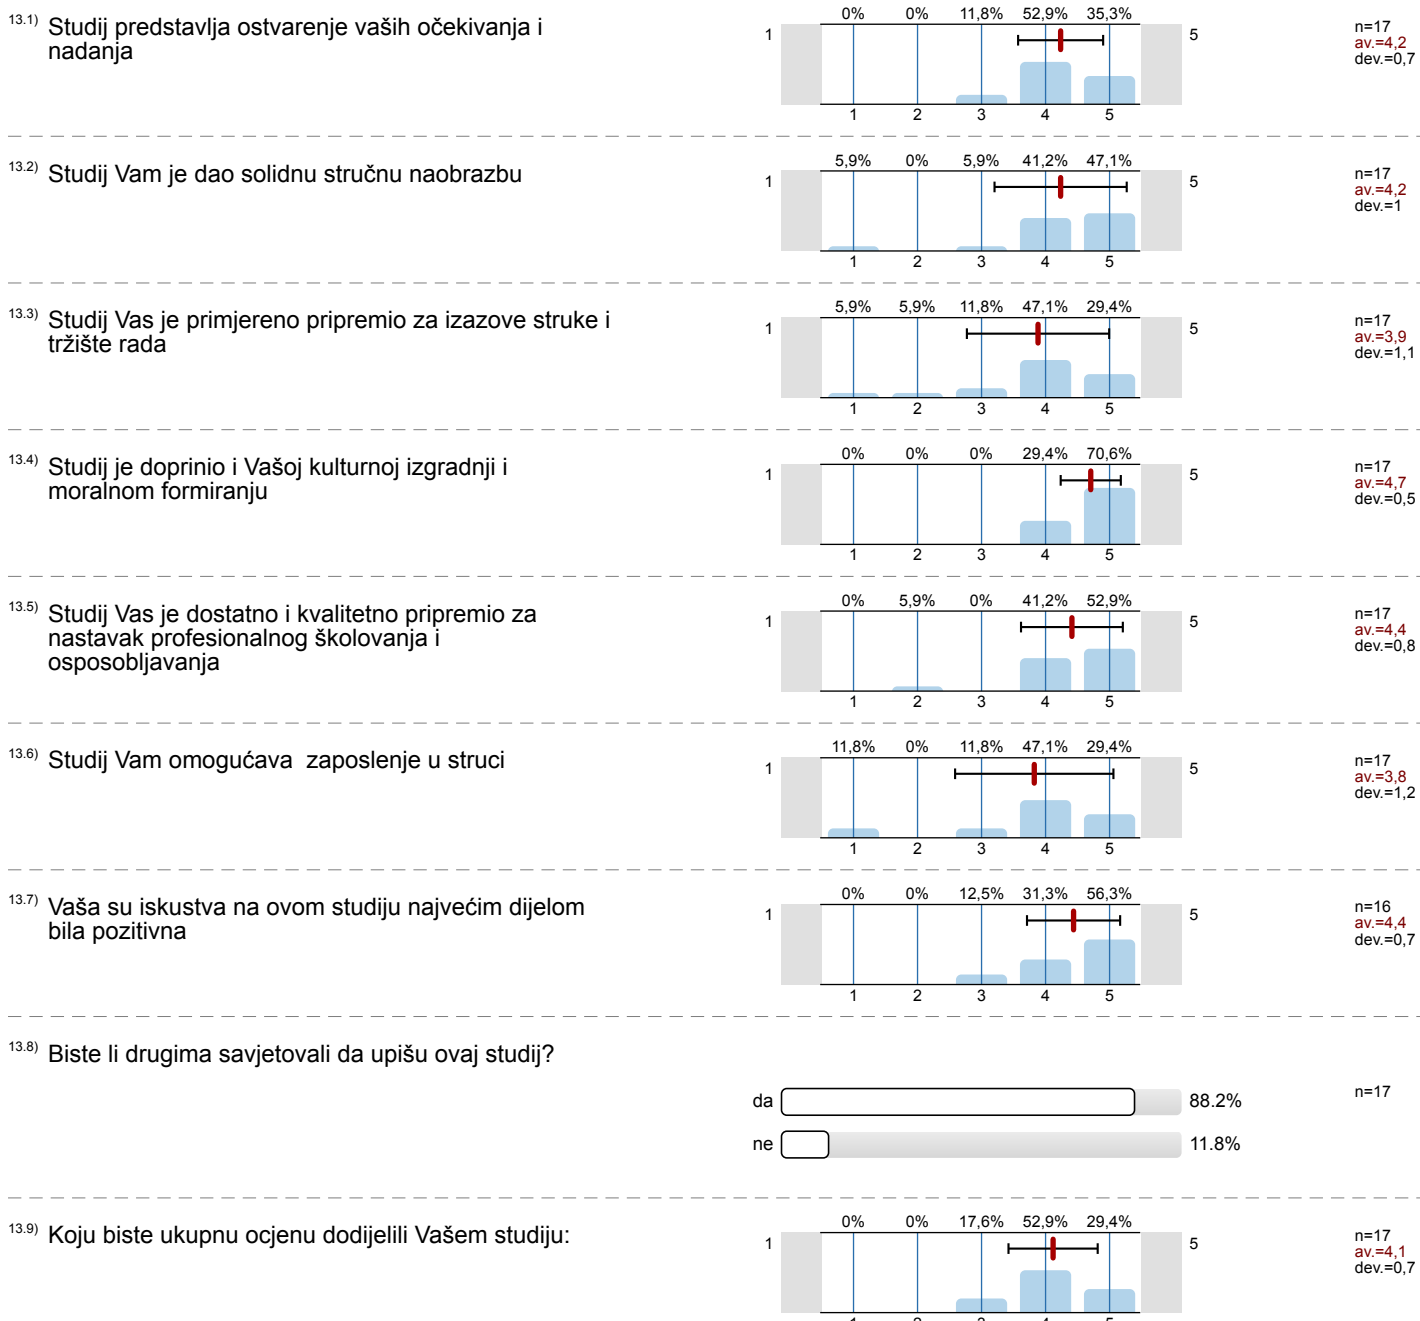 13.1) Studij predstavlja ostvarenje vaših očekivanja i
nadanja
0% 0% 11,8% 52,9% 35,3%
1 5
1 2 3 4 5
n=17
av.=4,2
dev.=0,7
13.2) Studij Vam je dao solidnu stručnu naobrazbu
5,9% 0% 5,9% 41,2% 47,1%
1 5
1 2 3 4 5
n=17
av.=4,2
dev.=1
13.3) Studij Vas je primjereno pripremio za izazove struke i
tržište rada
5,9% 5,9% 11,8% 47,1% 29,4%
1 5
1 2 3 4 5
n=17
av.=3,9
dev.=1,1
13.4) Studij je doprinio i Vašoj kulturnoj izgradnji i
moralnom formiranju
0% 0% 0% 29,4% 70,6%
1 5
1 2 3 4 5
n=17
av.=4,7
dev.=0,5
13.5) Studij Vas je dostatno i kvalitetno pripremio za
nastavak profesionalnog školovanja i
osposobljavanja
0% 5,9% 0% 41,2% 52,9%
1 5
1 2 3 4 5
n=17
av.=4,4
dev.=0,8
13.6) Studij Vam omogućava  zaposlenje u struci
11,8% 0% 11,8% 47,1% 29,4%
1 5
1 2 3 4 5
n=17
av.=3,8
dev.=1,2
13.7) Vaša su iskustva na ovom studiju najvećim dijelom
bila pozitivna
0% 0% 12,5% 31,3% 56,3%
1 5
1 2 3 4 5
n=16
av.=4,4
dev.=0,7
13.8) Biste li drugima savjetovali da upišu ovaj studij?
da 88.2%
ne 11.8%
n=17
13.9) Koju biste ukupnu ocjenu dodijelili Vašem studiju:
0% 0% 17,6% 52,9% 29,4%
1 5
1 2 3 4 5
n=17
av.=4,1
dev.=0,7